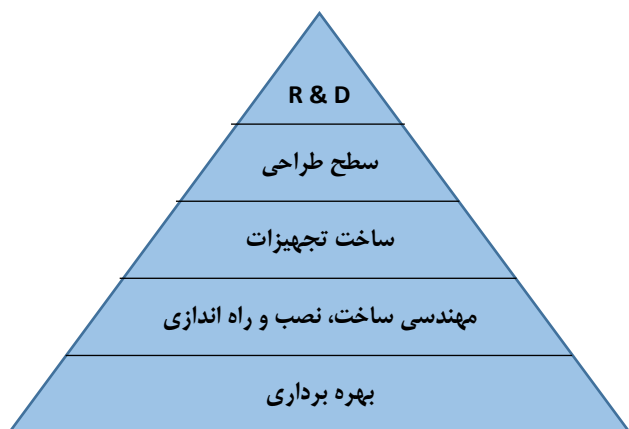 R & D
سطح طراحی
ساخت تجهیزات
مهندسی ساخت، نصب و راه اندازی
بهره برداری